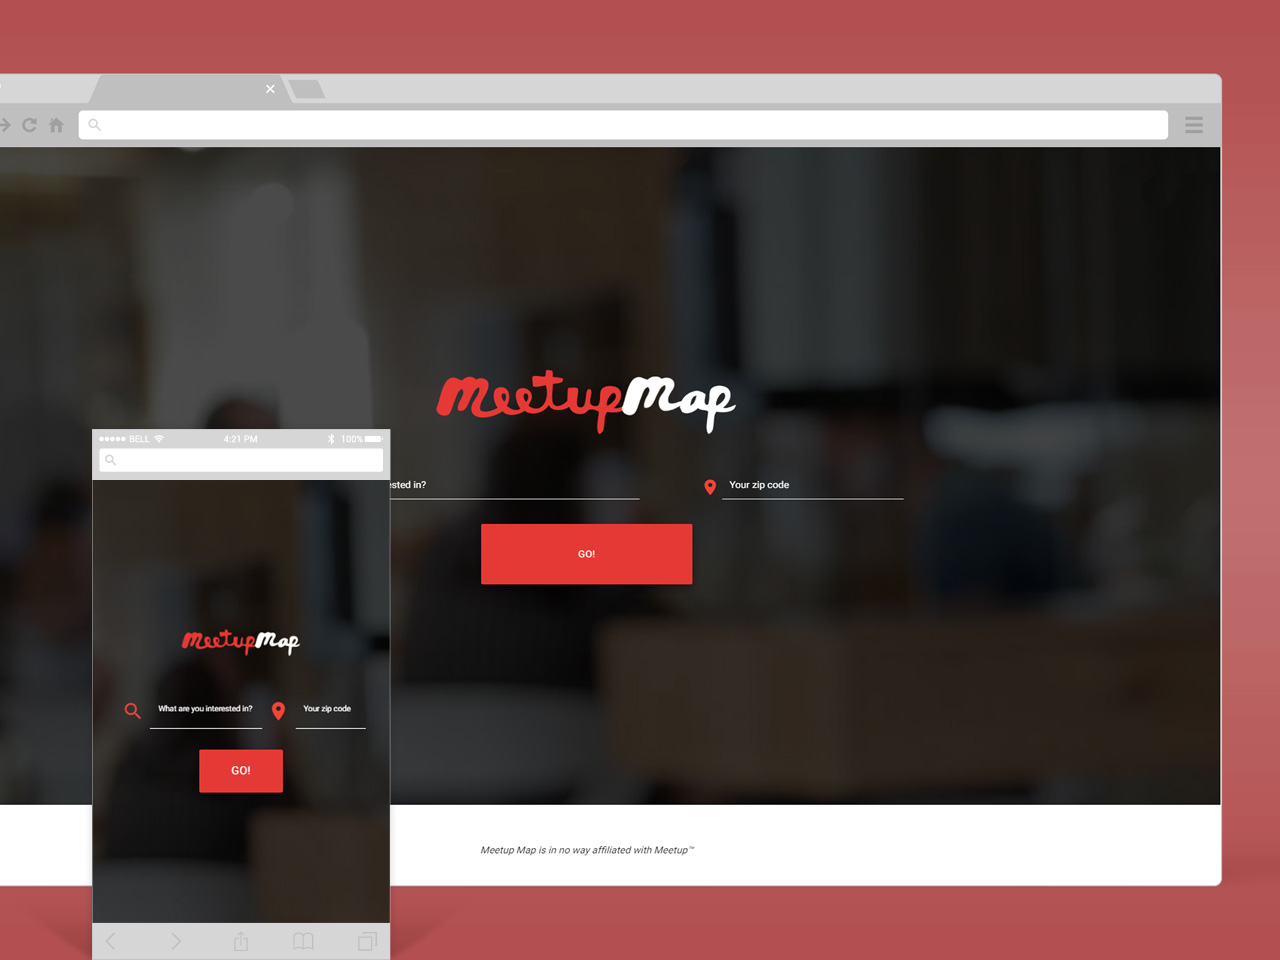 meetupmap
ested in?
Your zip code
GO!
BELL
4:21 PM
100%
meetupmap
What are you interested in?
Your zip code
GO!
Meetup Map is in no way affiliated with Meetup™